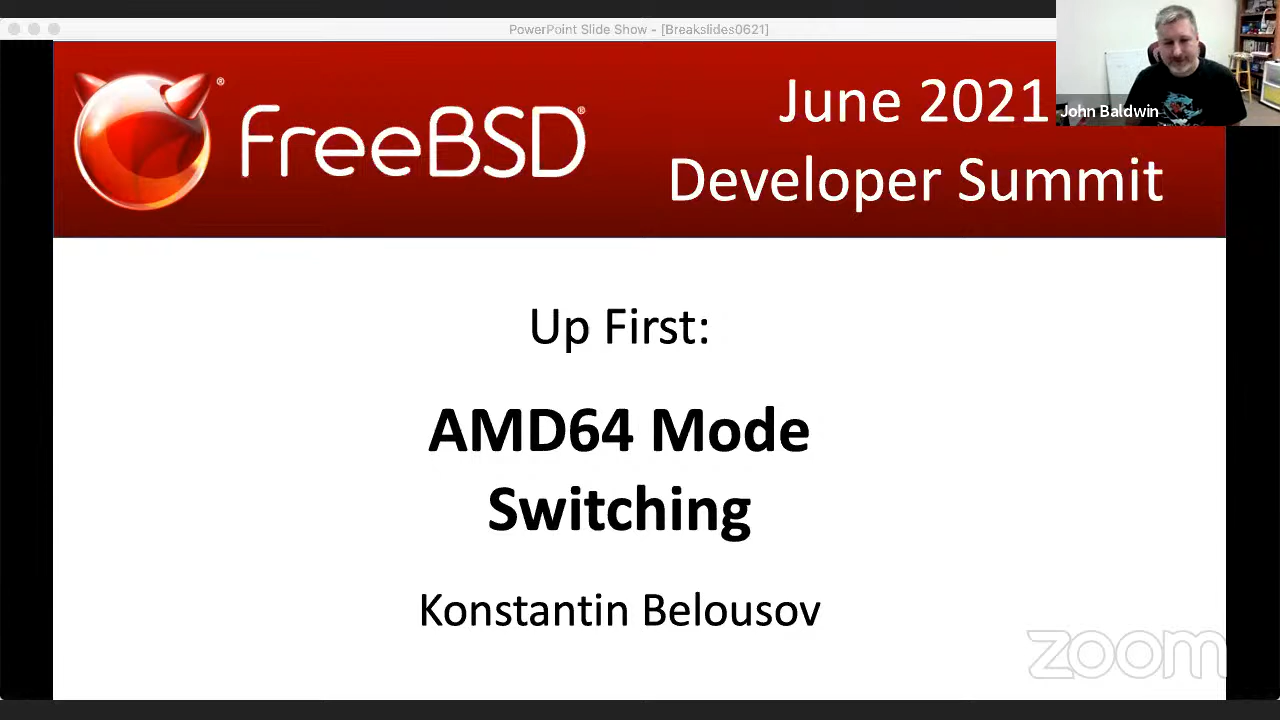 PowerPoint Slide Show - [Breakslides0621]
FreeBSD®
®
June 2021
Developer Summit
John Baldwin
Up First:
AMD64 Mode
Switching
Konstantin Belousov
zoom